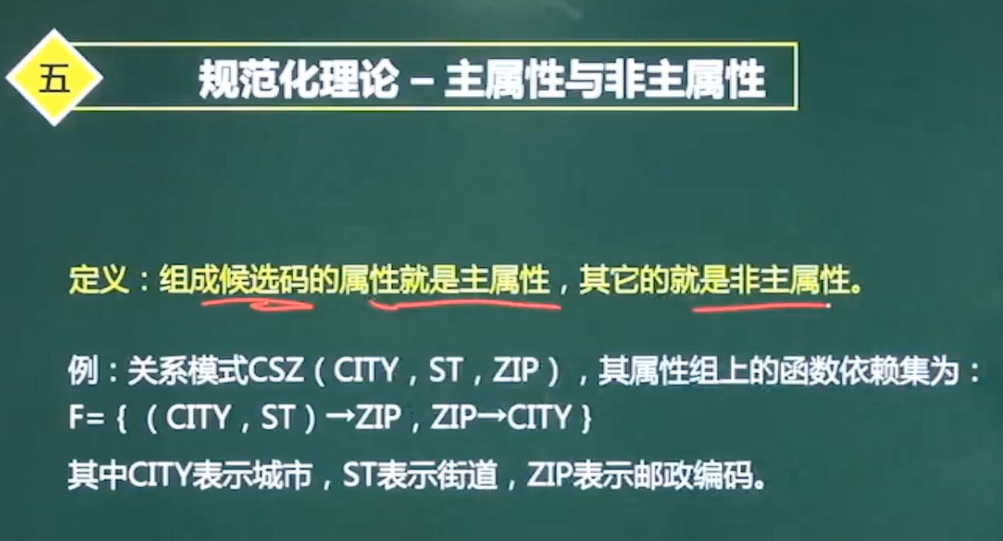 五
规范化理论 – 主属性与非主属性
定义：组成候选码的属性就是主属性，其它的就是非主属性。
例：关系模式CSZ（CITY，ST，ZIP），其属性组上的函数依赖集为：
F=｛（CITY，ST）→ZIP，ZIP→CITY｝
其中CITY表示城市，ST表示街道，ZIP表示邮政编码。